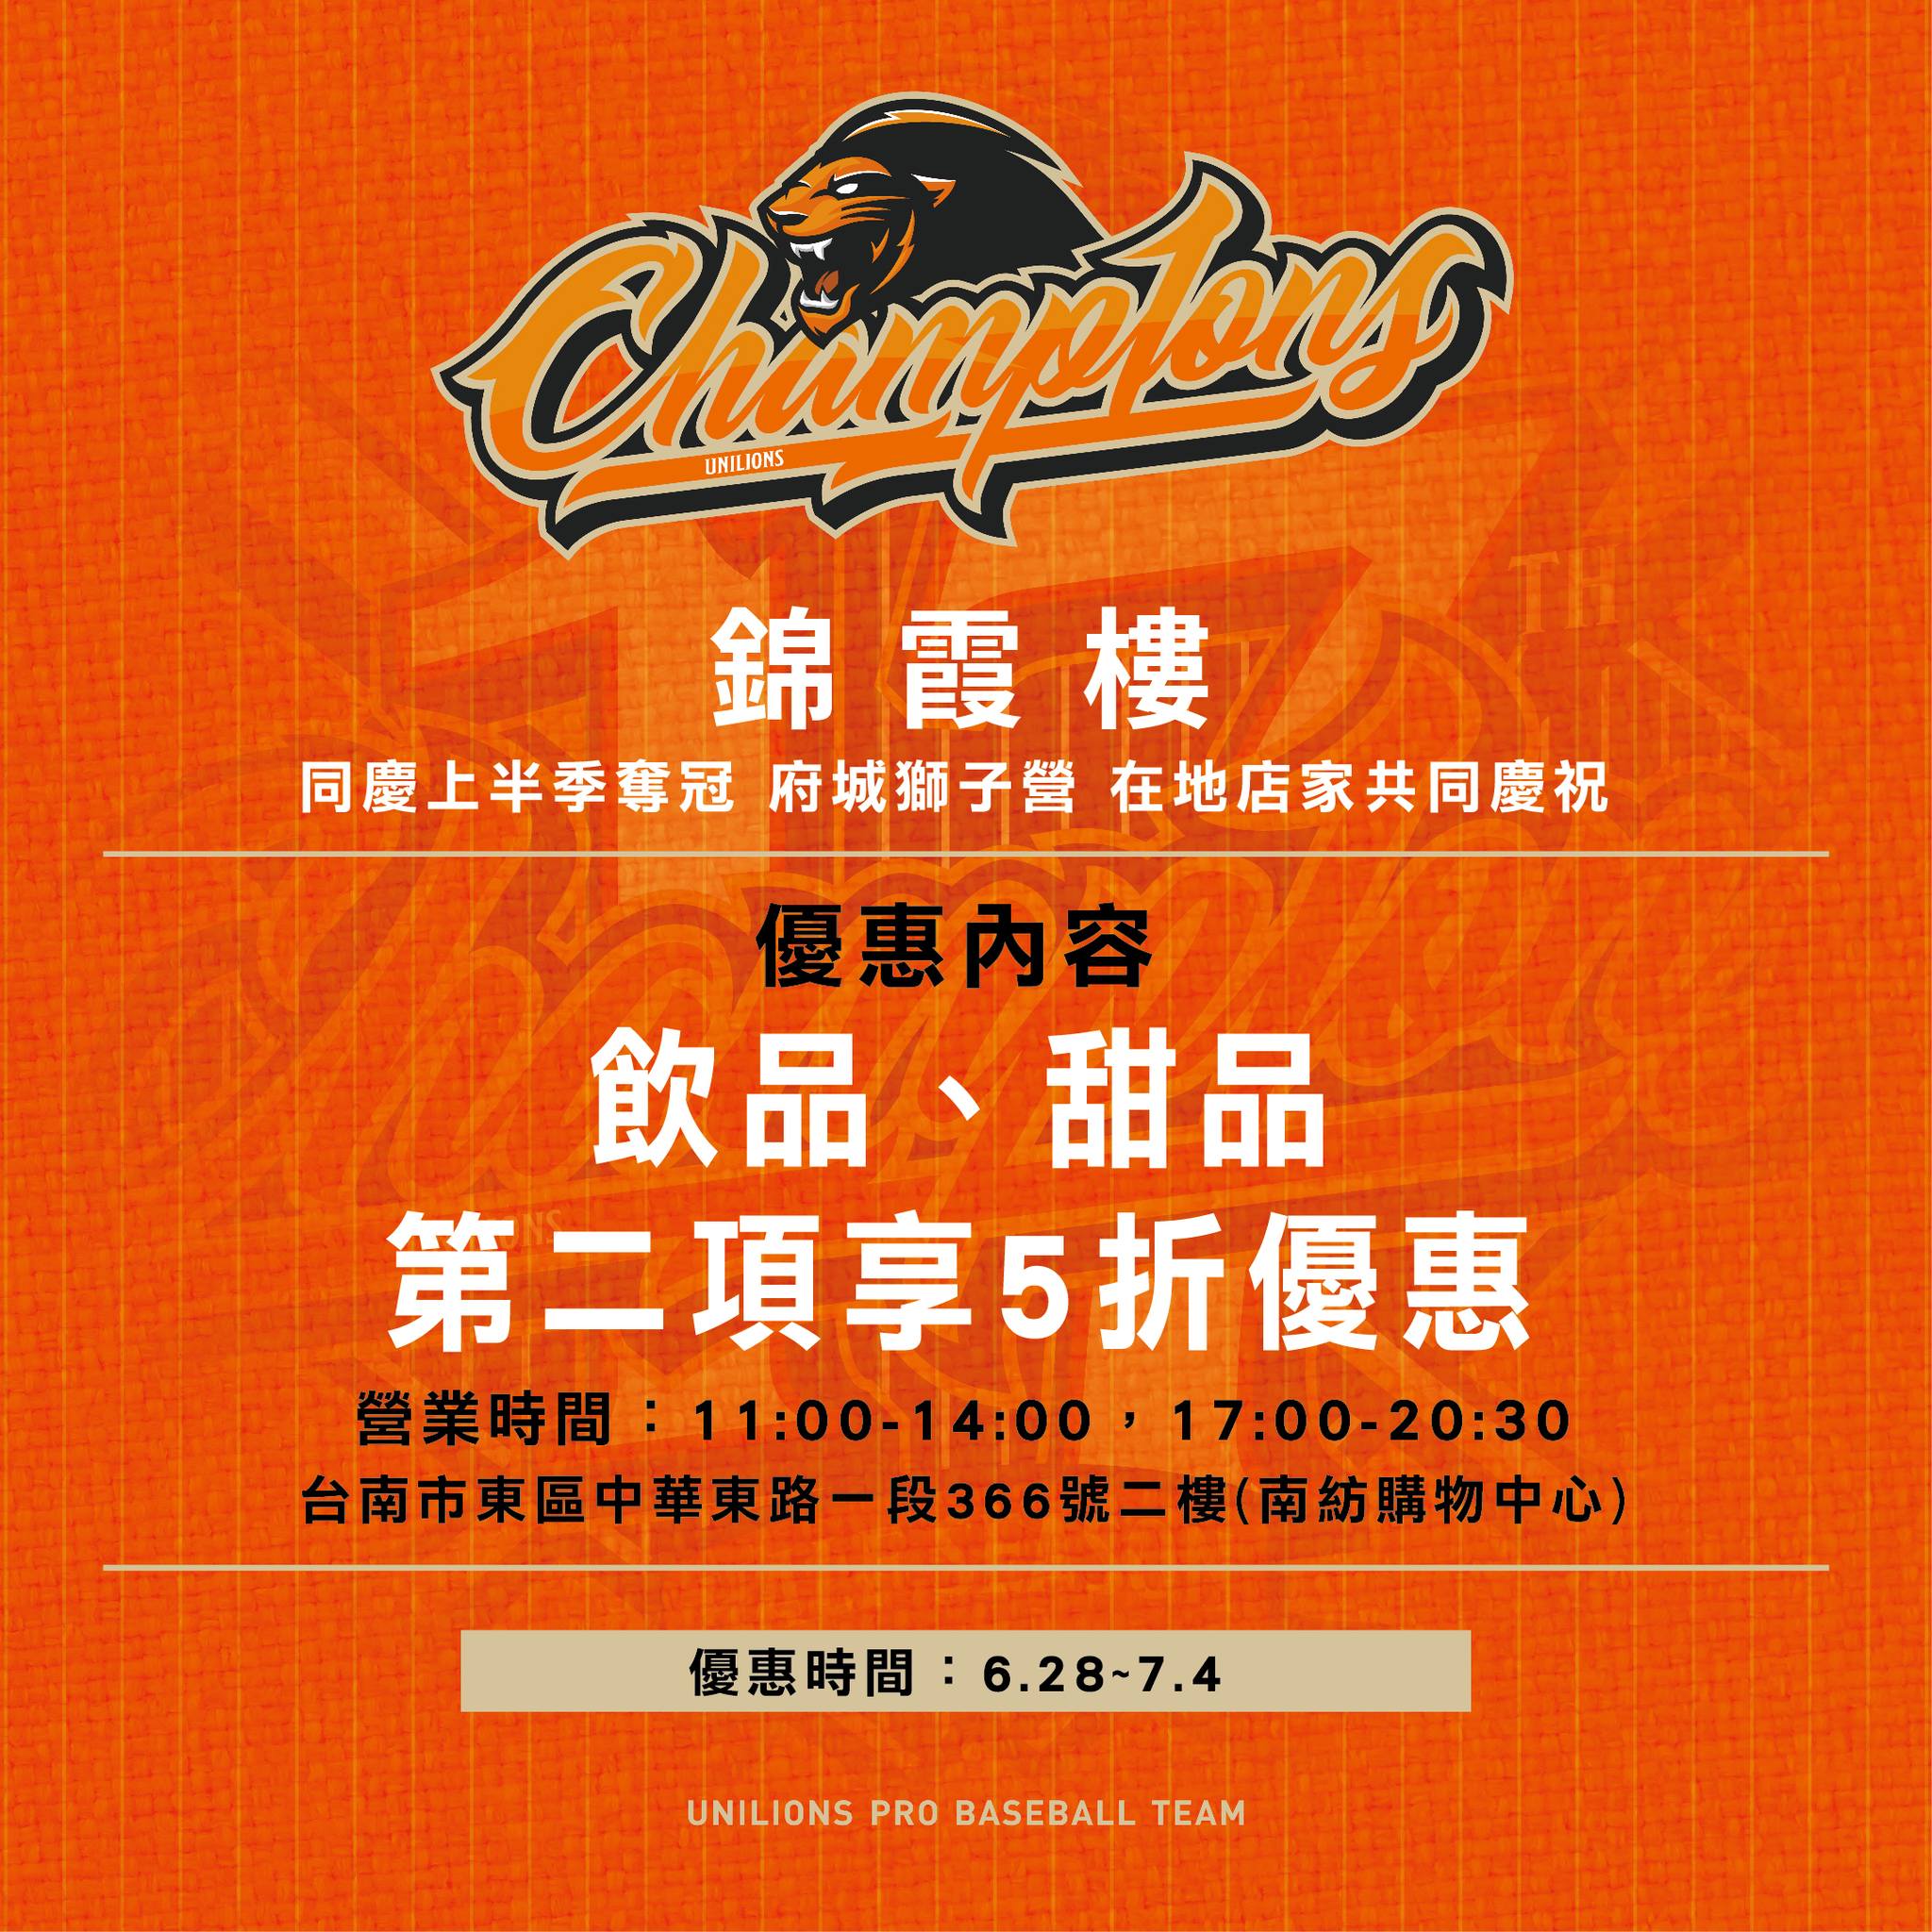 Champ1ons
UNILIONS
TH
錦霞樓
同慶上半季奪冠 府城獅子營 在地店家共同慶祝
優惠內容
飲品、甜品
第二項享5折優惠
營業時間：11:00-14:00，17:00-20:30
台南市東區中華東路一段366號二樓(南紡購物中心)
優惠時間：6.28~7.4
UNILIONS PRO BASEBALL TEAM